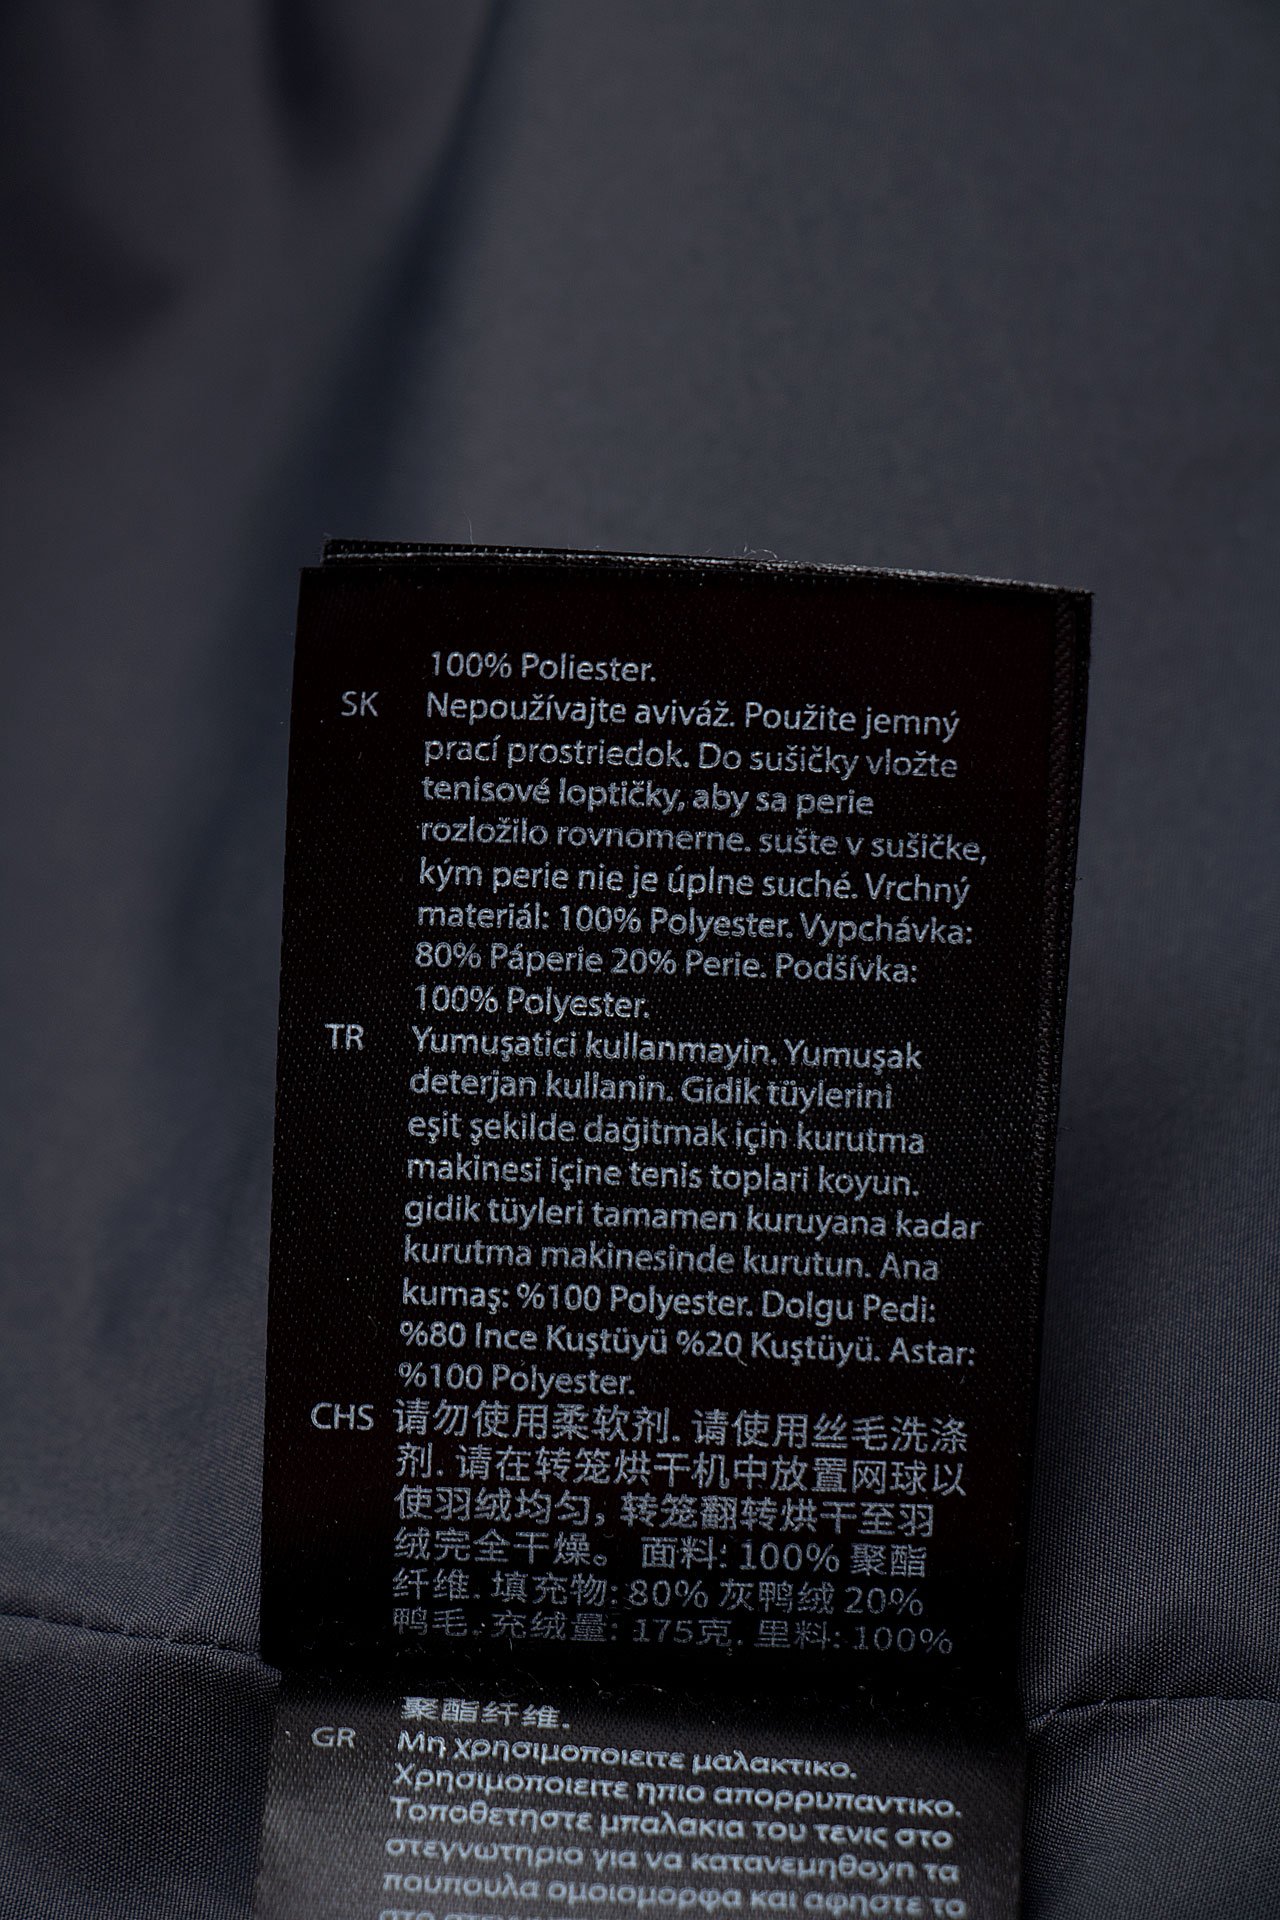 100% Poliester.
SK Nepoužívajte aviváž. Použite jemný
prací prostriedok. Do sušičky vložte
tenisové loptičky, aby sa perie
rozložilo rovnomerne. sušte v sušičke,
kým perie nie je úplne suché. Vrchný
materiál: 100% Polyester. Vypchávka:
80% Páperie 20% Perie. Podšívka:
100% Polyester.
TR Yumuşatici kullanmayin. Yumuşak
deterjan kullanin. Gidik tüylerini
eşit şekilde dağitmak için kurutma
makinesi içine tenis toplari koyun.
gidik tüyleri tamamen kuruyana kadar
kurutma makinesinde kurutun. Ana
kumaş: %100 Polyester. Dolgu Pedi:
%80 Ince Kuştüyü %20 Kuştüyü. Astar:
%100 Polyester.
CHS 请勿使用柔软剂. 请使用丝毛洗涤
剂. 请在转笼烘干机中放置网球以
使羽绒均匀, 转笼翻转烘干至羽
绒完全干燥。 面料: 100% 聚酯
纤维. 填充物: 80% 灰鸭绒 20%
鸭毛. 充绒量: 175克. 里料: 100%
聚酯纤维.
GR Μη χρησιμοποιειτε μαλακτικο.
Χρησιμοποιειτε ηπιο απορρυπαντικο.
Τοποθετηστε μπαλακια του τενις στο
στεγνωτηριο για να κατανεμηθουη τα
πουπουλα ομοιομορφα και αφηστε το